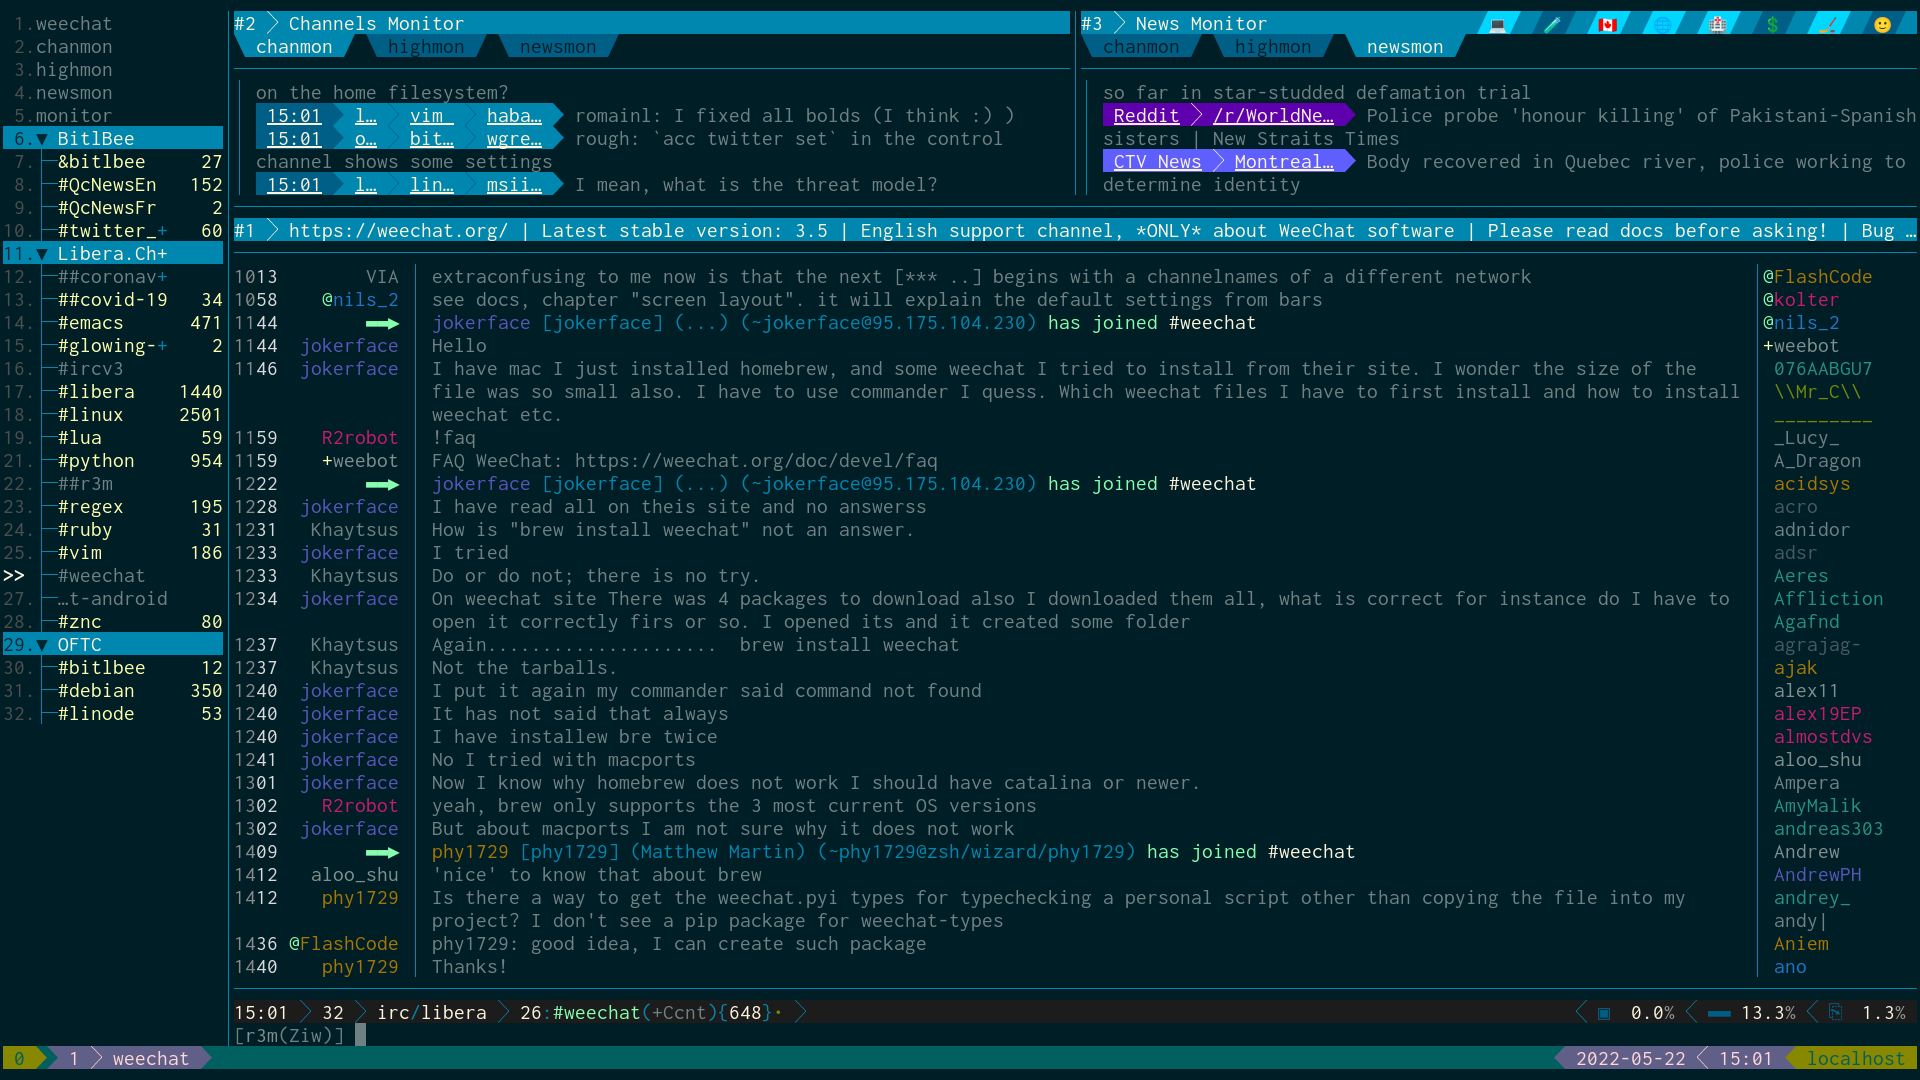 1.weechat
2.chanmon
3.highmon
4.newsmon
5.monitor
6.▼ BitlBee
7. &bitlbee 27
8. #QcNewsEn 152
9. #QcNewsFr 2
10. #twitter_+ 60
11.▼ Libera.Ch+
12. ##coronav+
13. ##covid-19 34
14. #emacs 471
15. #glowing-+ 2
16. #ircv3
17. #libera 1440
18. #linux 2501
19. #lua 59
21. #python 954
22. ##r3m
23. #regex 195
24. #ruby 31
25. #vim 186
>> #weechat
27. …t-android
28. #znc 80
29.▼ OFTC
30. #bitlbee 12
31. #debian 350
32. #linode 53
#2 Channels Monitor
chanmon highmon newsmon
on the home filesystem?
15:01 l… vim_ haba… romainl: I fixed all bolds (I think :) )
15:01 o… bit… wgre… rough: `acc twitter set` in the control
channel shows some settings
15:01 l… lin… msii… I mean, what is the threat model?
#3 News Monitor
chanmon highmon newsmon
so far in star-studded defamation trial
Reddit /r/WorldNe… Police probe 'honour killing' of Pakistani-Spanish
sisters | New Straits Times
CTV News Montreal… Body recovered in Quebec river, police working to
determine identity
#1 https://weechat.org/ | Latest stable version: 3.5 | English support channel, *ONLY* about WeeChat software | Please read docs before asking! | Bug …
1013 VIA extraconfusing to me now is that the next [*** ..] begins with a channelnames of a different network
1058 @nils_2 see docs, chapter "screen layout". it will explain the default settings from bars
1144 jokerface [jokerface] (...) (~jokerface@95.175.104.230) has joined #weechat
1144 jokerface Hello
1146 jokerface I have mac I just installed homebrew, and some weechat I tried to install from their site. I wonder the size of the
file was so small also. I have to use commander I quess. Which weechat files I have to first install and how to install
weechat etc.
1159 R2robot !faq
1159 +weebot FAQ WeeChat: https://weechat.org/doc/devel/faq
1222 jokerface [jokerface] (...) (~jokerface@95.175.104.230) has joined #weechat
1228 jokerface I have read all on theis site and no answerss
1231 Khaytsus How is "brew install weechat" not an answer.
1233 jokerface I tried
1233 Khaytsus Do or do not; there is no try.
1234 jokerface On weechat site There was 4 packages to download also I downloaded them all, what is correct for instance do I have to
open it correctly firs or so. I opened its and it created some folder
1237 Khaytsus Again..................... brew install weechat
1237 Khaytsus Not the tarballs.
1240 jokerface I put it again my commander said command not found
1240 jokerface It has not said that always
1240 jokerface I have installew bre twice
1241 jokerface No I tried with macports
1301 jokerface Now I know why homebrew does not work I should have catalina or newer.
1302 R2robot yeah, brew only supports the 3 most current OS versions
1302 jokerface But about macports I am not sure why it does not work
1409 phy1729 [phy1729] (Matthew Martin) (~phy1729@zsh/wizard/phy1729) has joined #weechat
1412 aloo_shu 'nice' to know that about brew
1412 phy1729 Is there a way to get the weechat.pyi types for typechecking a personal script other than copying the file into my
project? I don't see a pip package for weechat-types
1436 @FlashCode phy1729: good idea, I can create such package
1440 phy1729 Thanks!
@FlashCode
@kolter
@nils_2
+weebot
076AABGU7
\\Mr_C\\
_________
_Lucy_
A_Dragon
acidsys
acro
adnidor
adsr
Aeres
Affliction
Agafnd
agrajag-
ajak
alex11
alex19EP
almostdvs
aloo_shu
Ampera
AmyMalik
andreas303
Andrew
AndrewPH
andrey_
andy|
Aniem
ano
15:01 32 irc/libera 26:#weechat(+Ccnt){648}· 0.0% 13.3% 1.3%
[r3m(Ziw)]
0 1 weechat 2022-05-22 15:01 localhost